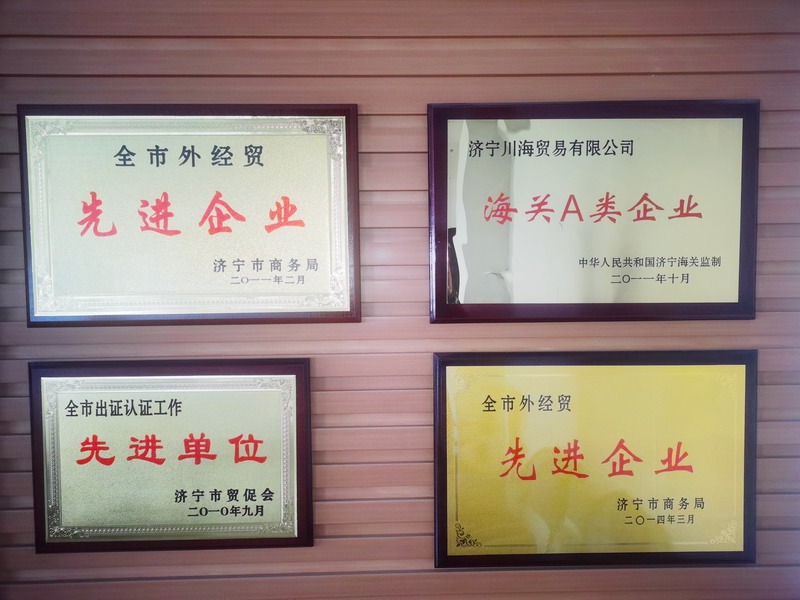 全市外经贸
先进企业
济宁市商务局
二〇一一年二月
济宁川海贸易有限公司
海关A类企业
中华人民共和国济宁海关监制
二〇一一年十月
全市出证认证工作
先进单位
济宁市贸促会
二〇一〇年九月
全市外经贸
先进企业
济宁市商务局
二〇一四年三月